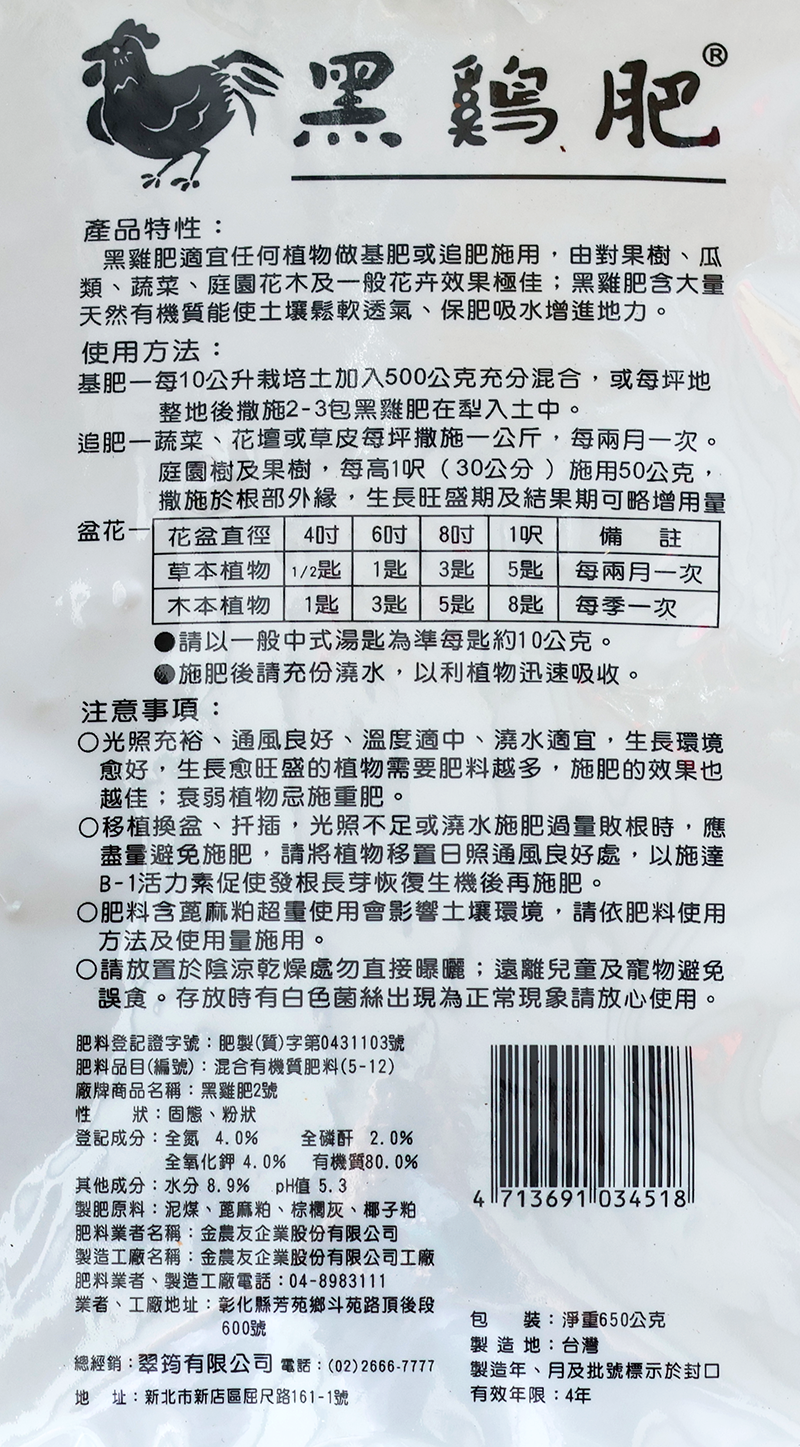 黑鷄肥®
產品特性：
黑雞肥適宜任何植物做基肥或追肥施用，由對果樹、瓜
類、蔬菜、庭園花木及一般花卉效果極佳；黑雞肥含大量
天然有機質能使土壤鬆軟透氣、保肥吸水增進地力。
使用方法：
基肥－每10公升栽培土加入500公克充分混合，或每坪地
整地後撒施2-3包黑雞肥在犁入土中。
追肥－蔬菜、花壇或草皮每坪撒施一公斤，每兩月一次。
庭園樹及果樹，每高1呎（30公分）施用50公克，
撒施於根部外緣，生長旺盛期及結果期可略增用量
盆花－ 花盆直徑 4吋 6吋 8吋 1呎 備 註
草本植物 1/2匙 1匙 3匙 5匙 每兩月一次
木本植物 1匙 3匙 5匙 8匙 每季一次
●請以一般中式湯匙為準每匙約10公克。
●施肥後請充份澆水，以利植物迅速吸收。
注意事項：
○光照充裕、通風良好、溫度適中、澆水適宜，生長環境
愈好，生長愈旺盛的植物需要肥料越多，施肥的效果也
越佳；衰弱植物忌施重肥。
○移植換盆、扦插，光照不足或澆水施肥過量敗根時，應
盡量避免施肥，請將植物移置日照通風良好處，以施達
B-1活力素促使發根長芽恢復生機後再施肥。
○肥料含蓖麻粕超量使用會影響土壤環境，請依肥料使用
方法及使用量施用。
○請放置於陰涼乾燥處勿直接曝曬；遠離兒童及寵物避免
誤食。存放時有白色菌絲出現為正常現象請放心使用。
肥料登記證字號：肥製(質)字第0431103號
肥料品目(編號)：混合有機質肥料(5-12)
廠牌商品名稱：黑雞肥2號
性 狀：固態、粉狀
登記成分：全氮 4.0% 全磷酐 2.0%
全氧化鉀 4.0% 有機質80.0%
其他成分：水分 8.9% pH值 5.3
製肥原料：泥煤、蓖麻粕、棕櫚灰、椰子粕
肥料業者名稱：金農友企業股份有限公司
製造工廠名稱：金農友企業股份有限公司工廠
肥料業者、製造工廠電話：04-8983111
業者、工廠地址：彰化縣芳苑鄉斗苑路頂後段
600號
總經銷：翠筠有限公司 電話：(02)2666-7777
地 址：新北市新店區屈尺路161-1號
4 713691 034518
包 裝：淨重650公克
製 造 地：台灣
製造年、月及批號標示於封口
有效年限：4年